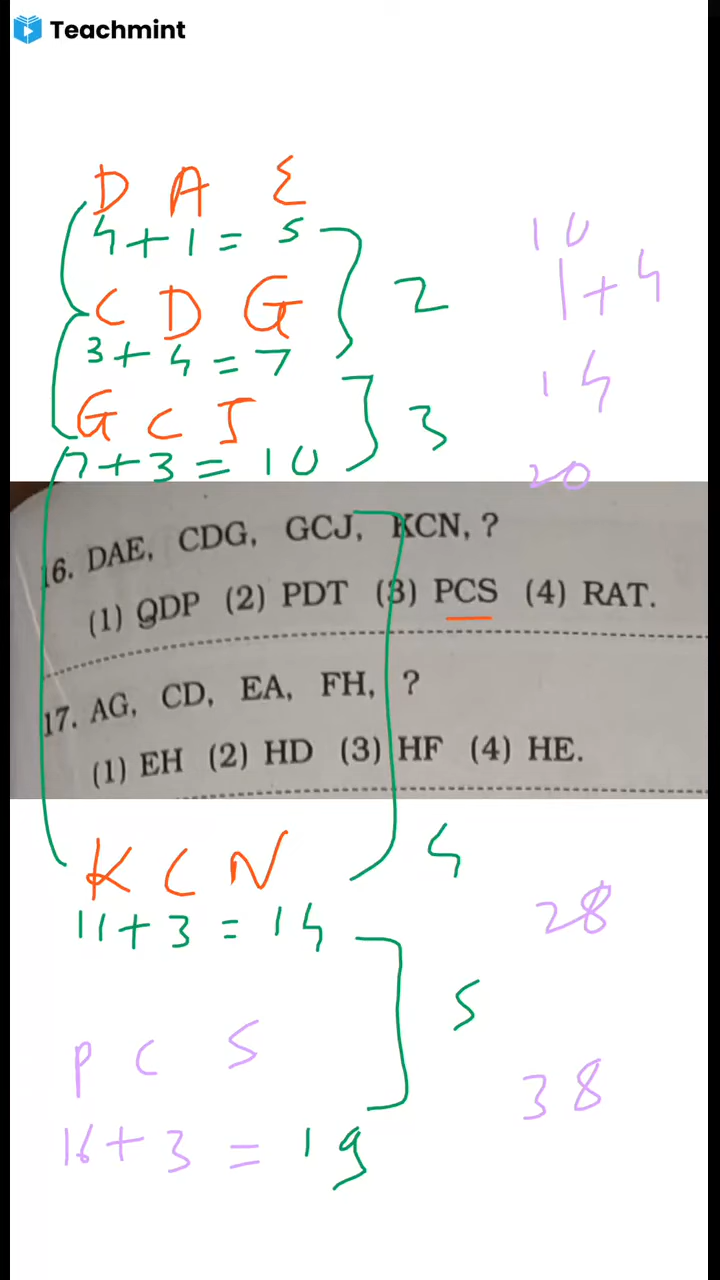 Teachmint
D A E
4+1 = 5
10
1+4
C D G
2
3+4=7
14
G C J
3
7+3=10
20
16. DAE, CDG, GCJ, KCN, ?
(1) QDP (2) PDT (3) PCS (4) RAT.
17. AG, CD, EA, FH, ?
(1) EH (2) HD (3) HF (4) HE.
K C N
4
11+3 = 14
28
5
P C S
38
16+3 = 19